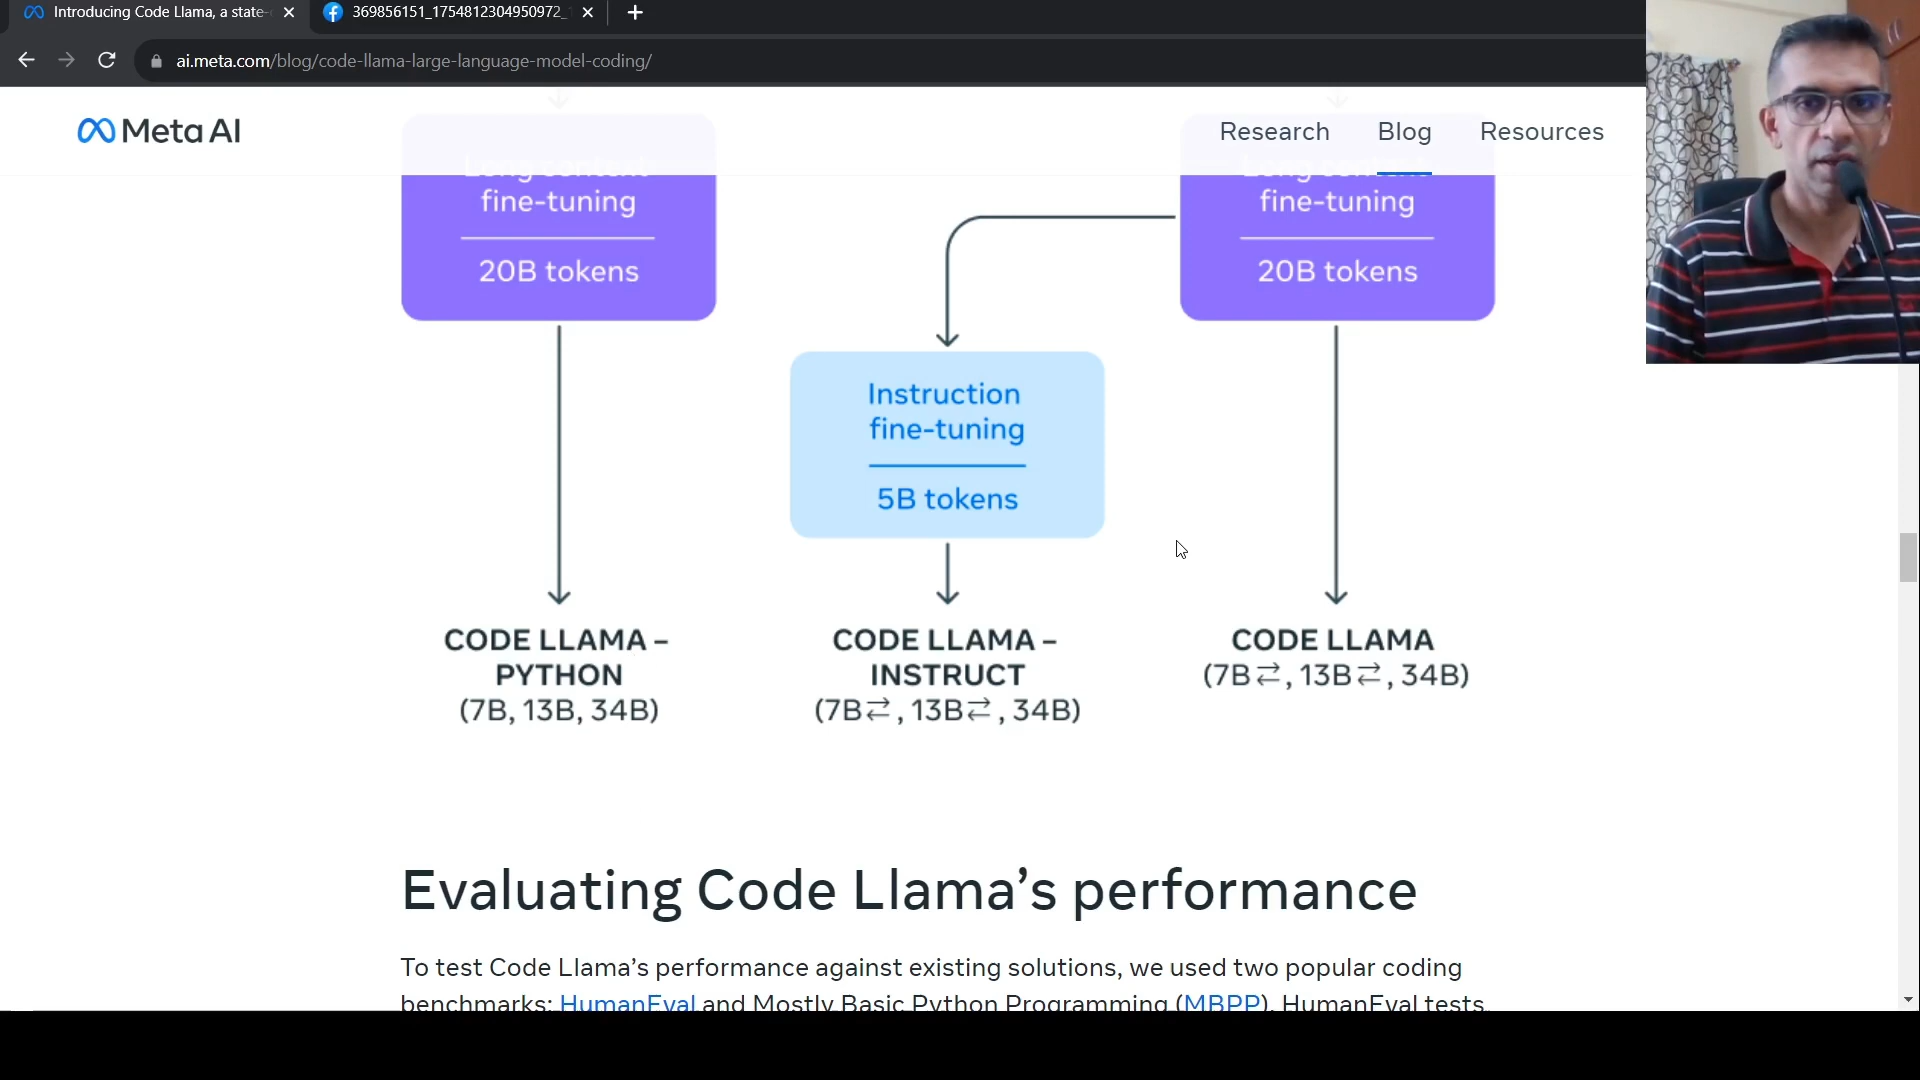 Introducing Code Llama, a state-
369856151_1754812304950972_
ai.meta.com/blog/code-llama-large-language-model-coding/
Meta AI
Research
Blog
Resources
Long context
fine-tuning
20B tokens
Long context
fine-tuning
20B tokens
Instruction
fine-tuning
5B tokens
CODE LLAMA –
PYTHON
(7B, 13B, 34B)
CODE LLAMA –
INSTRUCT
(7B⇄, 13B⇄, 34B)
CODE LLAMA
(7B⇄, 13B⇄, 34B)
Evaluating Code Llama’s performance
To test Code Llama’s performance against existing solutions, we used two popular coding
benchmarks: HumanEval and Mostly Basic Python Programming (MBPP). HumanEval tests